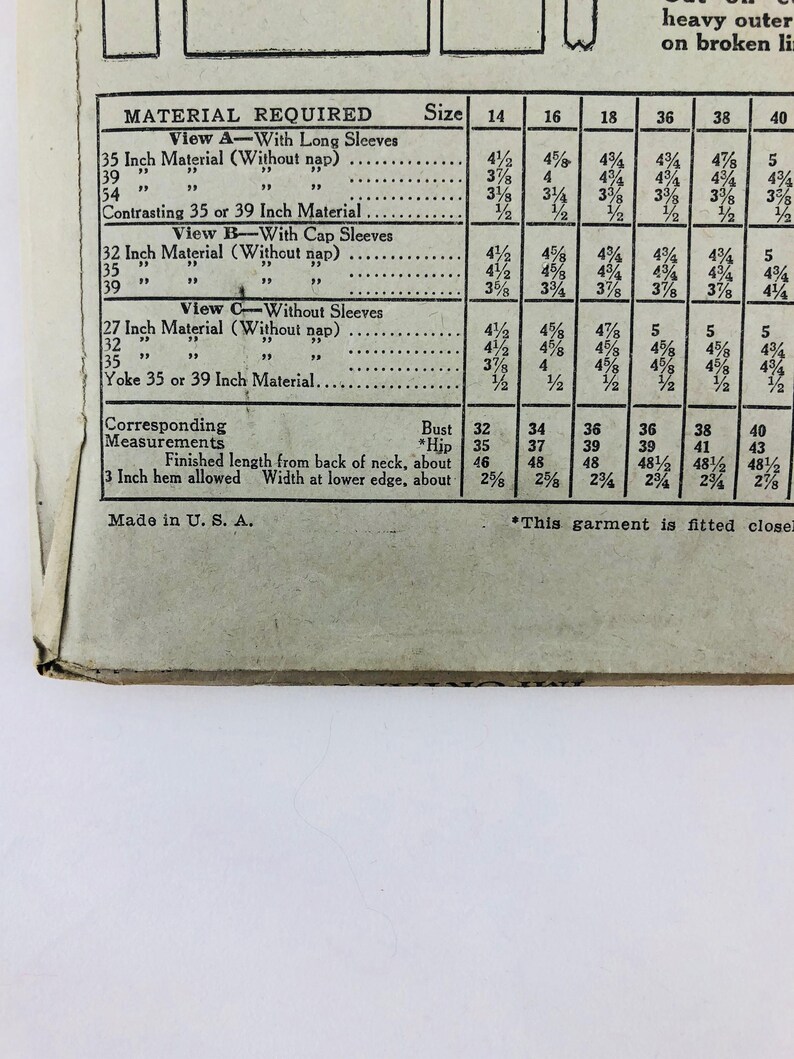 heavy outer
on broken li
MATERIAL REQUIRED Size 14 16 18 36 38 40
View A—With Long Sleeves
35 Inch Material (Without nap) .............. 4½ 4⅝ 4¾ 4¾ 4⅞ 5
39 " " " " .............. 3⅞ 4 4¾ 4¾ 4¾ 4¾
54 " " " " .............. 3⅛ 3¼ 3⅜ 3⅜ 3⅜ 3⅜
Contrasting 35 or 39 Inch Material ............ ½ ½ ½ ½ ½ ½
View B—With Cap Sleeves
32 Inch Material (Without nap) .............. 4½ 4⅝ 4¾ 4¾ 4¾ 5
35 " " " " .............. 4½ 4⅝ 4¾ 4¾ 4¾ 4¾
39 " " " " .............. 3⅝ 3¾ 3⅞ 3⅞ 3⅞ 4¼
View C—Without Sleeves
27 Inch Material (Without nap) .............. 4½ 4⅝ 4⅞ 5 5 5
32 " " " " .............. 4½ 4⅝ 4⅝ 4⅝ 4⅝ 4¾
35 " " " " .............. 3⅞ 4 4⅝ 4⅝ 4⅝ 4¾
Yoke 35 or 39 Inch Material.................. ½ ½ ½ ½ ½ ½
Corresponding Bust 32 34 36 36 38 40
Measurements *Hip 35 37 39 39 41 43
Finished length from back of neck, about 46 48 48 48½ 48½ 48½
3 Inch hem allowed Width at lower edge, about 2⅝ 2⅝ 2¾ 2¾ 2¾ 2⅞
Made in U. S. A. *This garment is fitted closel